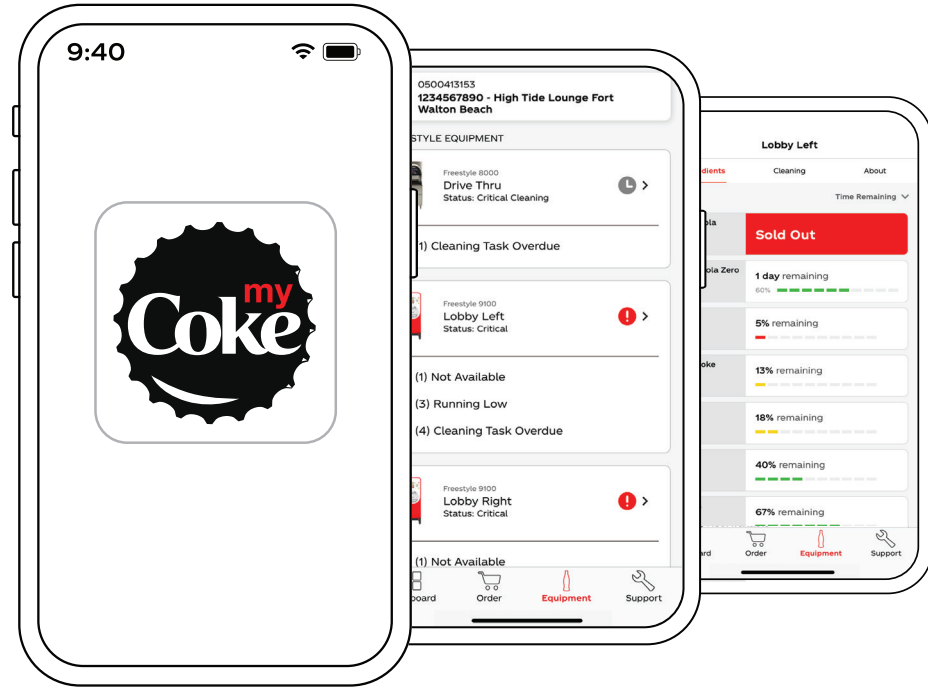 9:40
my
Coke
0500413153
1234567890 - High Tide Lounge Fort
Walton Beach
STYLE EQUIPMENT
Freestyle 8000
Drive Thru
Status: Critical Cleaning
1) Cleaning Task Overdue
Freestyle 9100
Lobby Left
Status: Critical
(1) Not Available
(3) Running Low
(4) Cleaning Task Overdue
Freestyle 9100
Lobby Right
Status: Critical
(1) Not Available
board
Order
Equipment
Support
Lobby Left
dients
Cleaning
About
Time Remaining
ola
Sold Out
ola Zero
1 day remaining
60%
5% remaining
oke
13% remaining
18% remaining
40% remaining
67% remaining
ard
Order
Equipment
Support